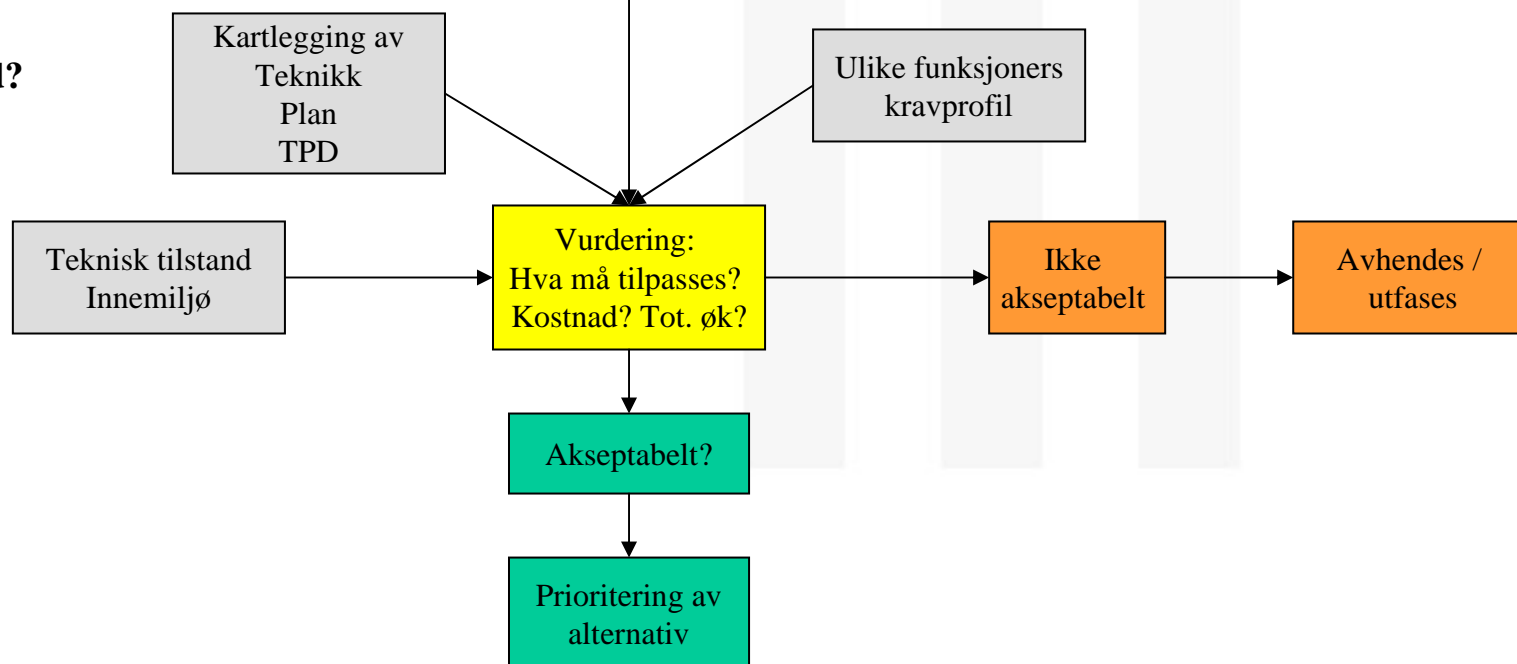 Kartlegging av
Teknikk
Plan
TPD
Ulike funksjoners
kravprofil
Teknisk tilstand
Innemiljø
Vurdering:
Hva må tilpasses?
Kostnad? Tot. øk?
Ikke
akseptabelt
Avhendes /
utfases
Akseptabelt?
Prioritering av
alternativ